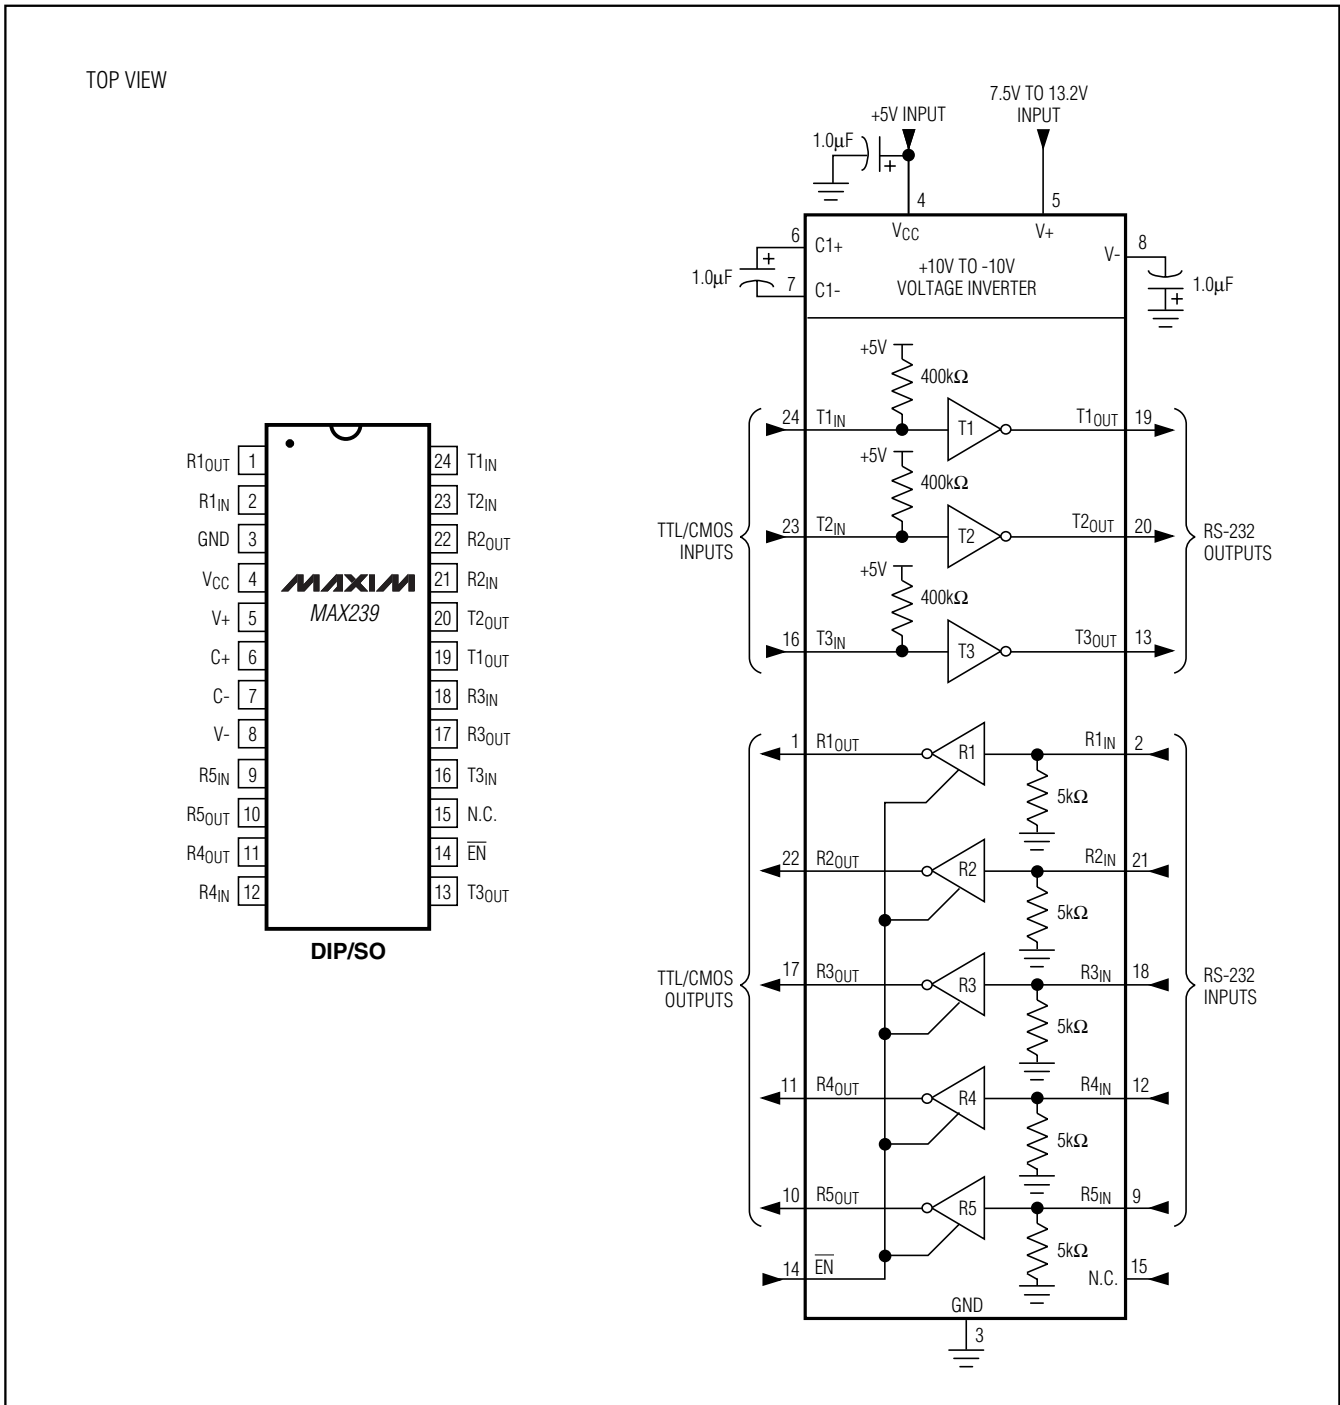 TOP VIEW
R1OUT 1
R1IN 2
GND 3
VCC 4
V+ 5
C+ 6
C- 7
V- 8
R5IN 9
R5OUT 10
R4OUT 11
R4IN 12
MAXIM
MAX239
24 T1IN
23 T2IN
22 R2OUT
21 R2IN
20 T2OUT
19 T1OUT
18 R3IN
17 R3OUT
16 T3IN
15 N.C.
14 E̅N̅
13 T3OUT
DIP/SO
7.5V TO 13.2V
INPUT
+5V INPUT
1.0µF
+
4
5
VCC
V+
6
C1+
V-
8
+10V TO -10V
VOLTAGE INVERTER
1.0µF
+
7
C1-
1.0µF
+
+5V
400kΩ
24 T1IN
T1
T1OUT 19
+5V
400kΩ
TTL/CMOS
INPUTS
23 T2IN
T2
T2OUT 20
RS-232
OUTPUTS
+5V
400kΩ
16 T3IN
T3
T3OUT 13
1 R1OUT
R1
R1IN 2
5kΩ
22 R2OUT
R2
R2IN 21
5kΩ
TTL/CMOS
OUTPUTS
17 R3OUT
R3
R3IN 18
RS-232
INPUTS
5kΩ
11 R4OUT
R4
R4IN 12
5kΩ
10 R5OUT
R5
R5IN 9
5kΩ
14 E̅N̅
N.C. 15
GND
3